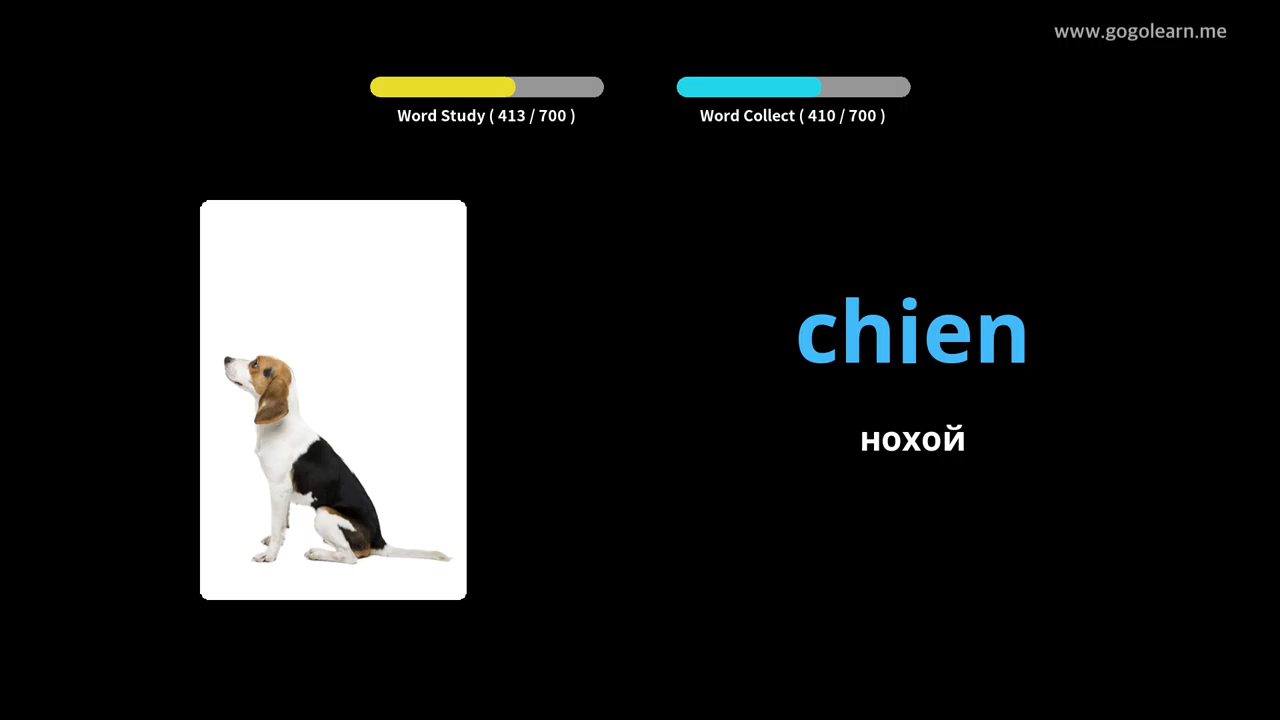 www.gogolearn.me
Word Study ( 413 / 700 )
Word Collect ( 410 / 700 )
chien
нохой